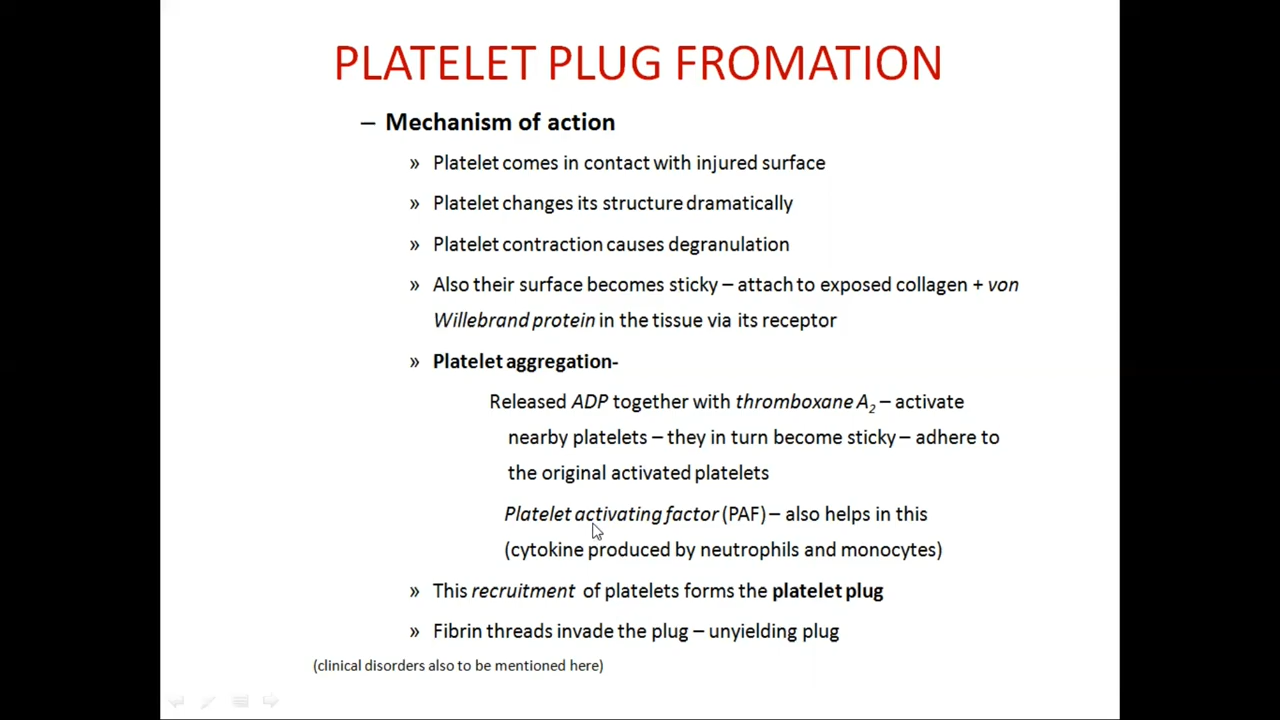 PLATELET PLUG FROMATION
– Mechanism of action
» Platelet comes in contact with injured surface
» Platelet changes its structure dramatically
» Platelet contraction causes degranulation
» Also their surface becomes sticky – attach to exposed collagen + von
Willebrand protein in the tissue via its receptor
» Platelet aggregation-
Released ADP together with thromboxane A2 – activate
nearby platelets – they in turn become sticky – adhere to
the original activated platelets
Platelet activating factor (PAF) – also helps in this
(cytokine produced by neutrophils and monocytes)
» This recruitment of platelets forms the platelet plug
» Fibrin threads invade the plug – unyielding plug
(clinical disorders also to be mentioned here)